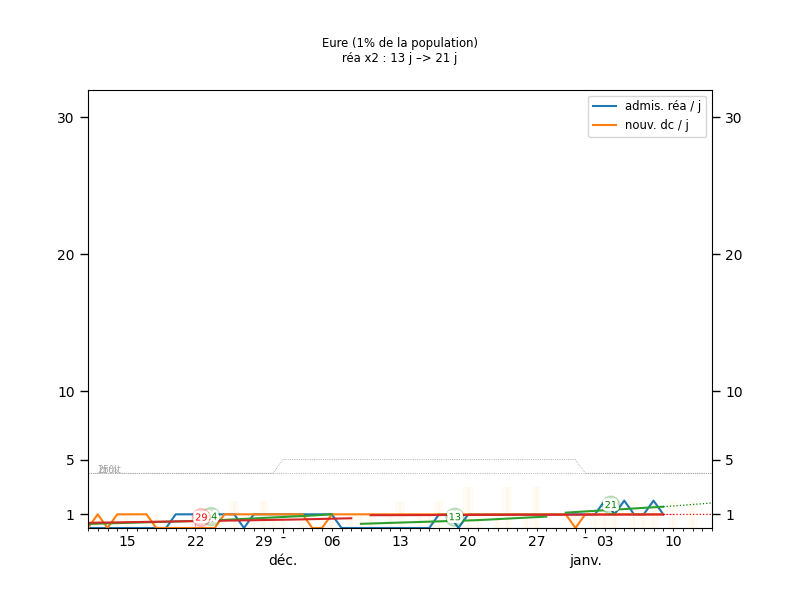 Eure (1% de la population)
réa x2 : 13 j –> 21 j
admis. réa / j
nouv. dc / j
30 30
20 20
10 10
5 5
1 1
29 4 13 21
15 22 29 - 06 13 20 27 - 03 10
déc. janv.